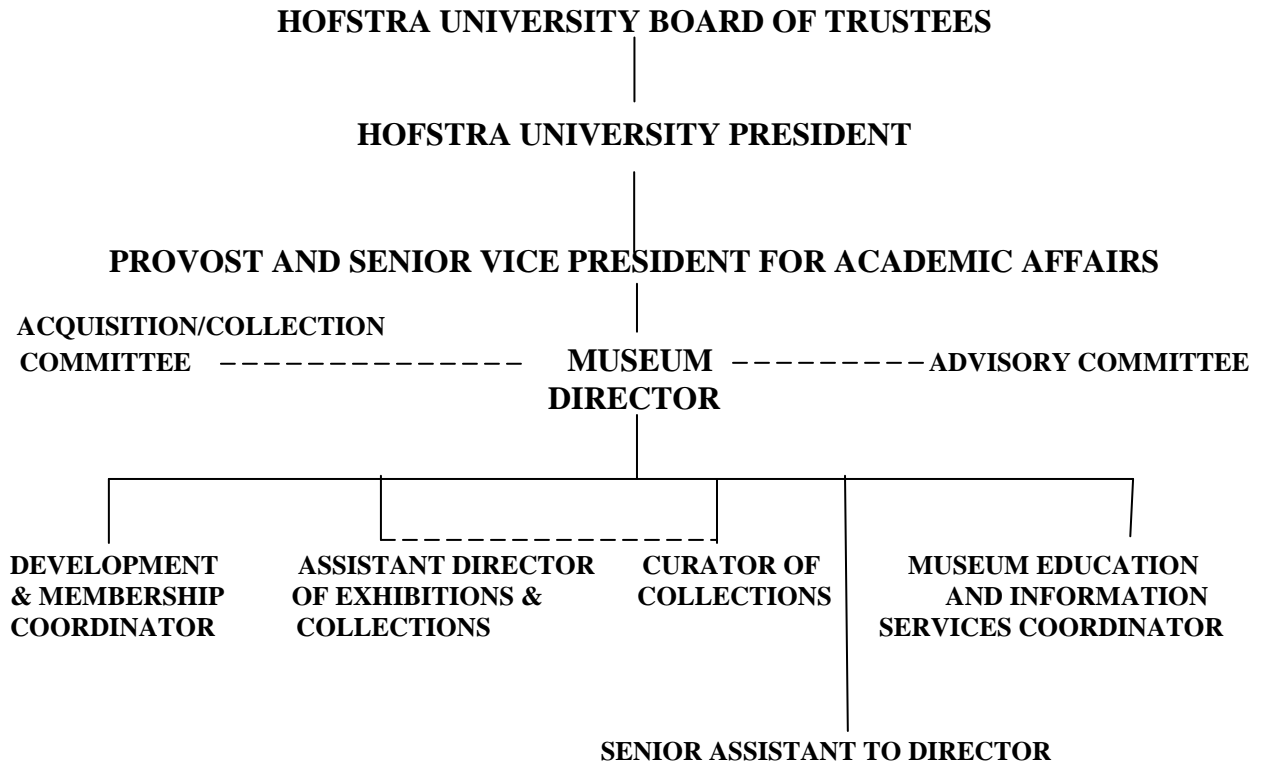 HOFSTRA UNIVERSITY BOARD OF TRUSTEES
HOFSTRA UNIVERSITY PRESIDENT
PROVOST AND SENIOR VICE PRESIDENT FOR ACADEMIC AFFAIRS
ACQUISITION/COLLECTION
COMMITTEE
MUSEUM
DIRECTOR
ADVISORY COMMITTEE
DEVELOPMENT
& MEMBERSHIP
COORDINATOR
ASSISTANT DIRECTOR
OF EXHIBITIONS &
COLLECTIONS
CURATOR OF
COLLECTIONS
MUSEUM EDUCATION
AND INFORMATION
SERVICES COORDINATOR
SENIOR ASSISTANT TO DIRECTOR